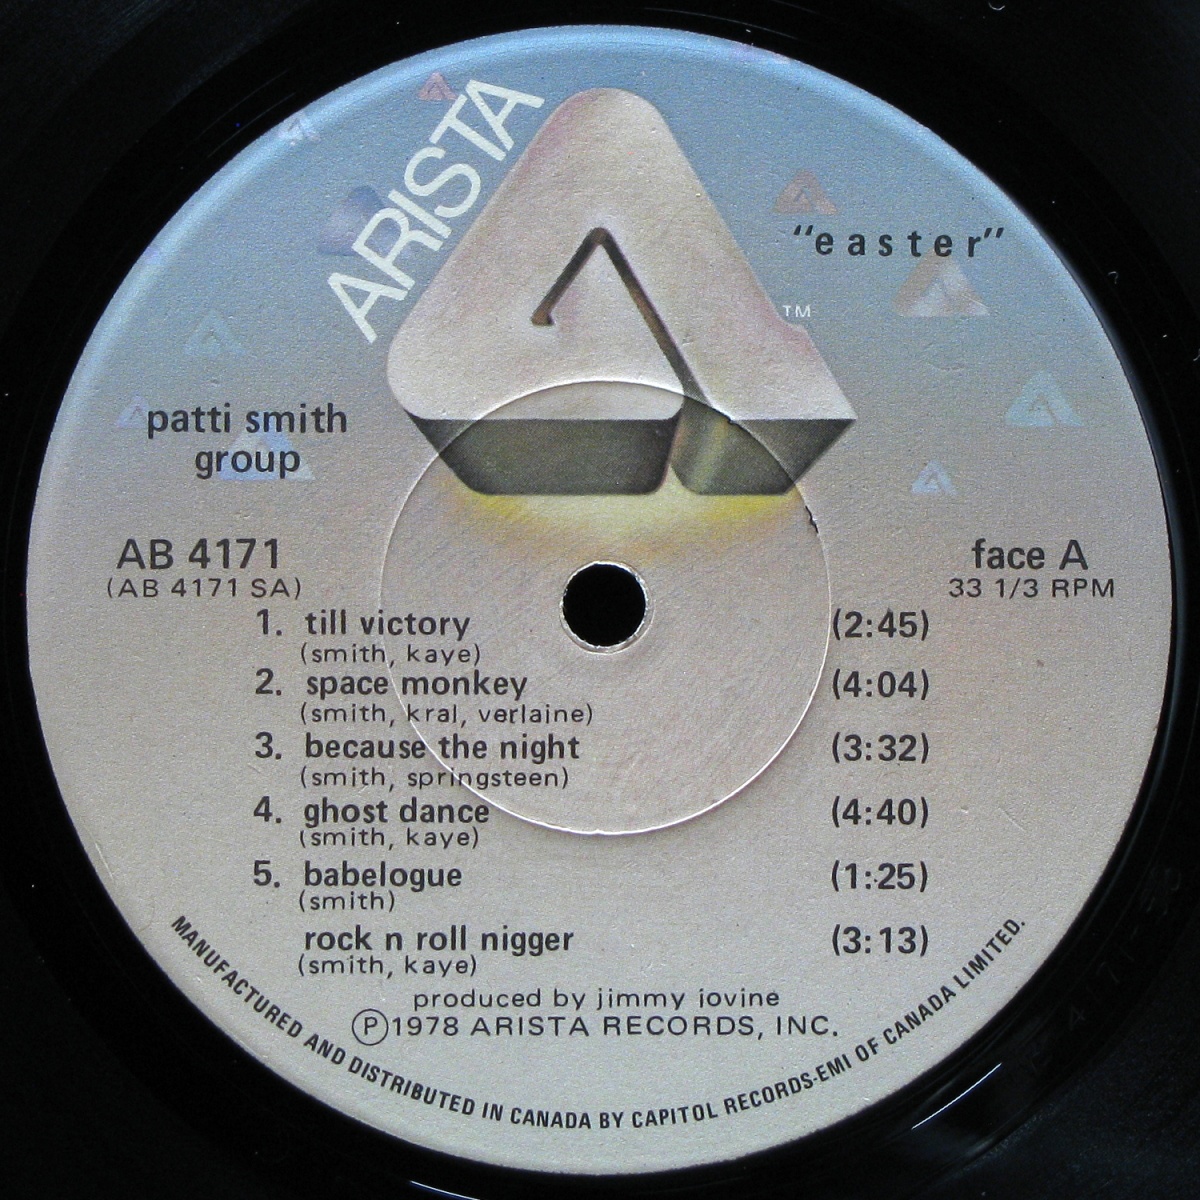 ARISTA
TM
"easter"
patti smith
group
AB 4171
(AB 4171 SA)
face A
33 1/3 RPM
1. till victory (2:45)
(smith, kaye)
2. space monkey (4:04)
(smith, kral, verlaine)
3. because the night (3:32)
(smith, springsteen)
4. ghost dance (4:40)
(smith, kaye)
5. babelogue (1:25)
(smith)
rock n roll nigger (3:13)
(smith, kaye)
produced by jimmy iovine
℗1978 ARISTA RECORDS, INC.
MANUFACTURED AND DISTRIBUTED IN CANADA BY CAPITOL RECORDS-EMI OF CANADA LIMITED.